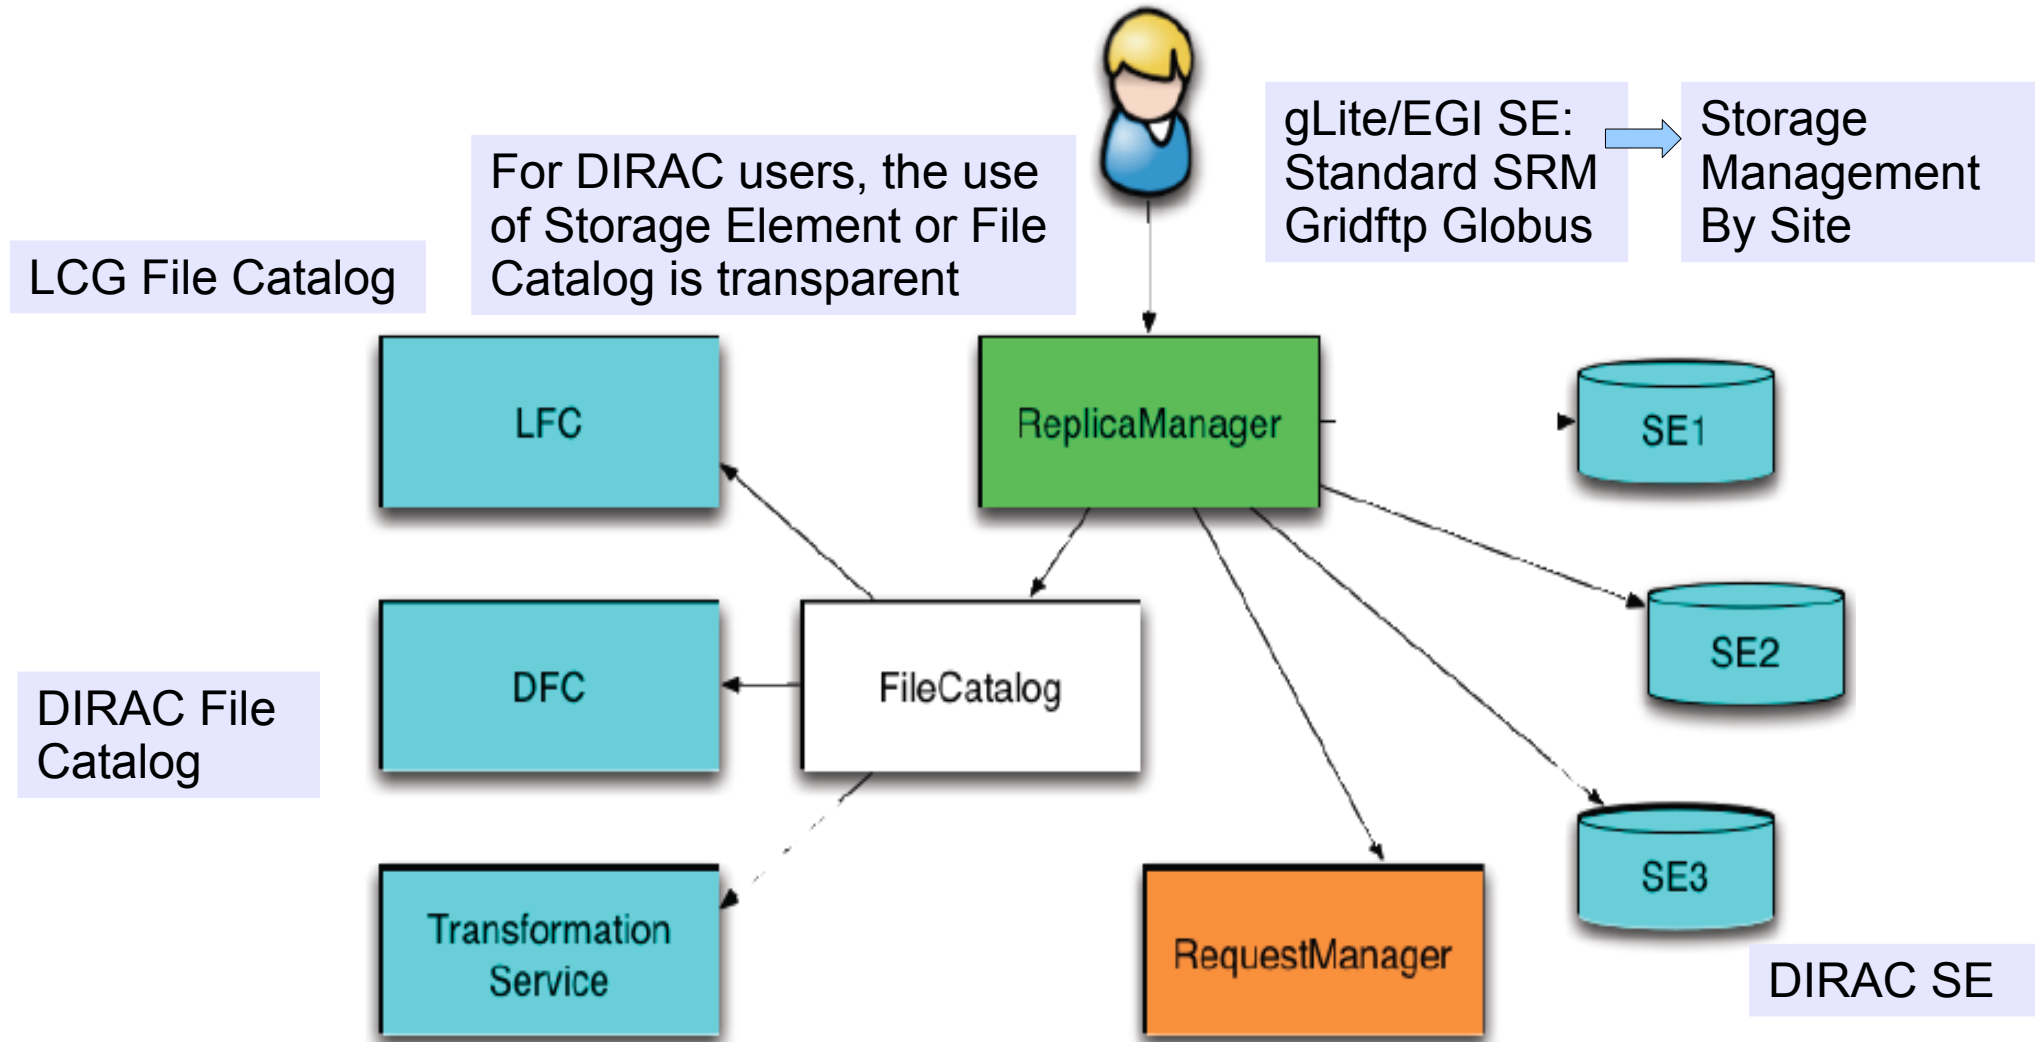 gLite/EGI SE:
Standard SRM
Gridftp Globus
Storage
Management
By Site
For DIRAC users, the use
of Storage Element or File
Catalog is transparent
LCG File Catalog
LFC
ReplicaManager
SE1
SE2
DFC
FileCatalog
DIRAC File
Catalog
SE3
Transformation
Service
RequestManager
DIRAC SE